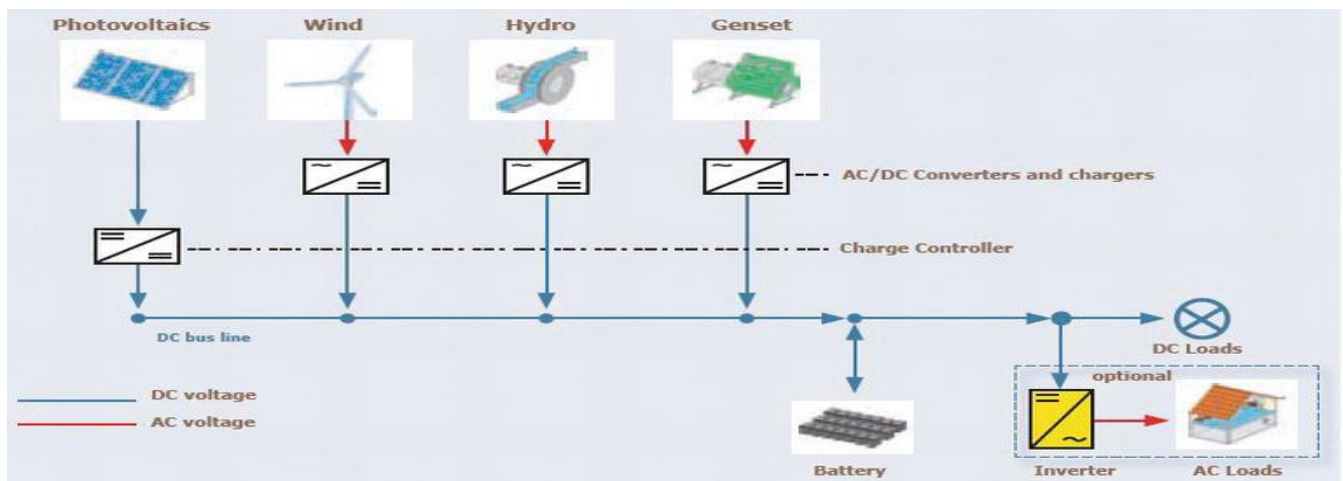 Photovoltaics
Wind
Hydro
Genset
AC/DC Converters and chargers
Charge Controller
DC bus line
DC Loads
optional
DC voltage
AC voltage
Battery
Inverter
AC Loads